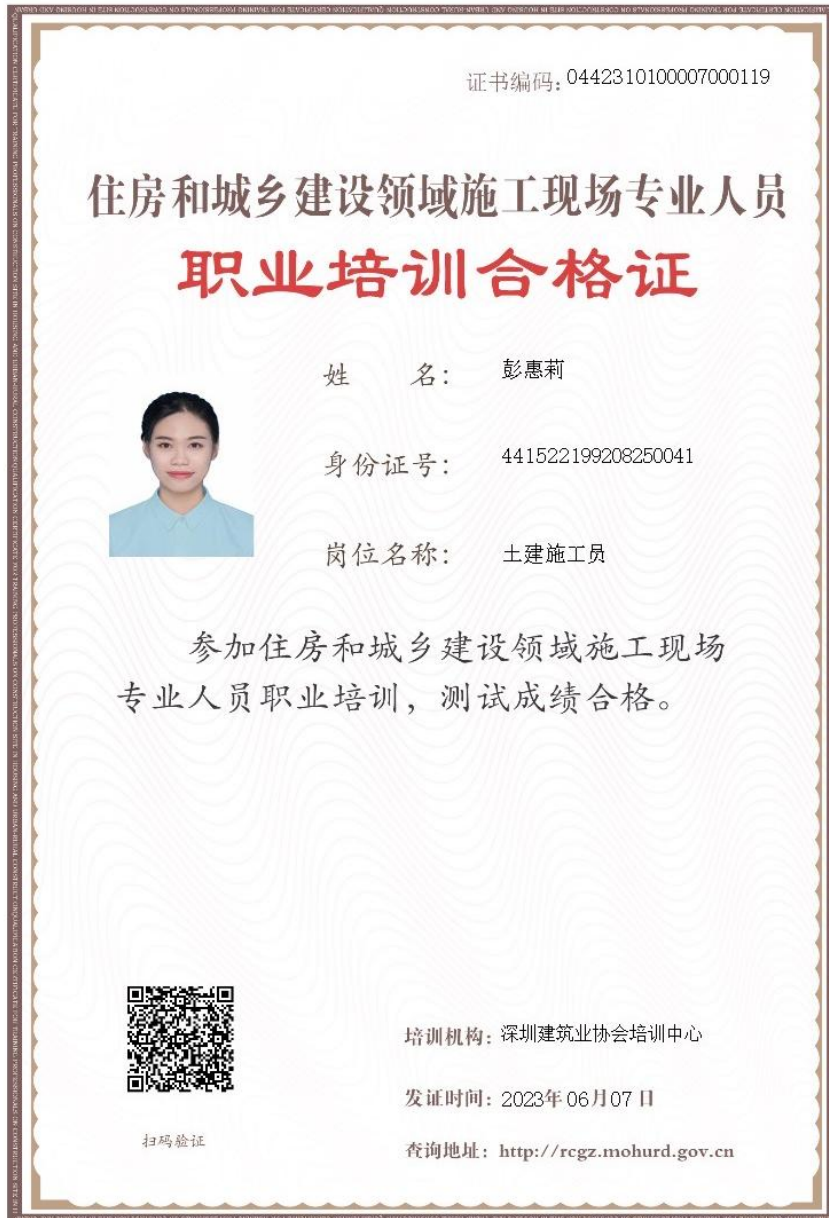 证书编码：0442310100007000119
住房和城乡建设领域施工现场专业人员
职业培训合格证
姓　　名： 彭惠莉
身份证号： 441522199208250041
岗位名称： 土建施工员
参加住房和城乡建设领域施工现场
专业人员职业培训，测试成绩合格。
培训机构：深圳建筑业协会培训中心
发证时间：2023年06月07日
扫码验证
查询地址：http://rcgz.mohurd.gov.cn